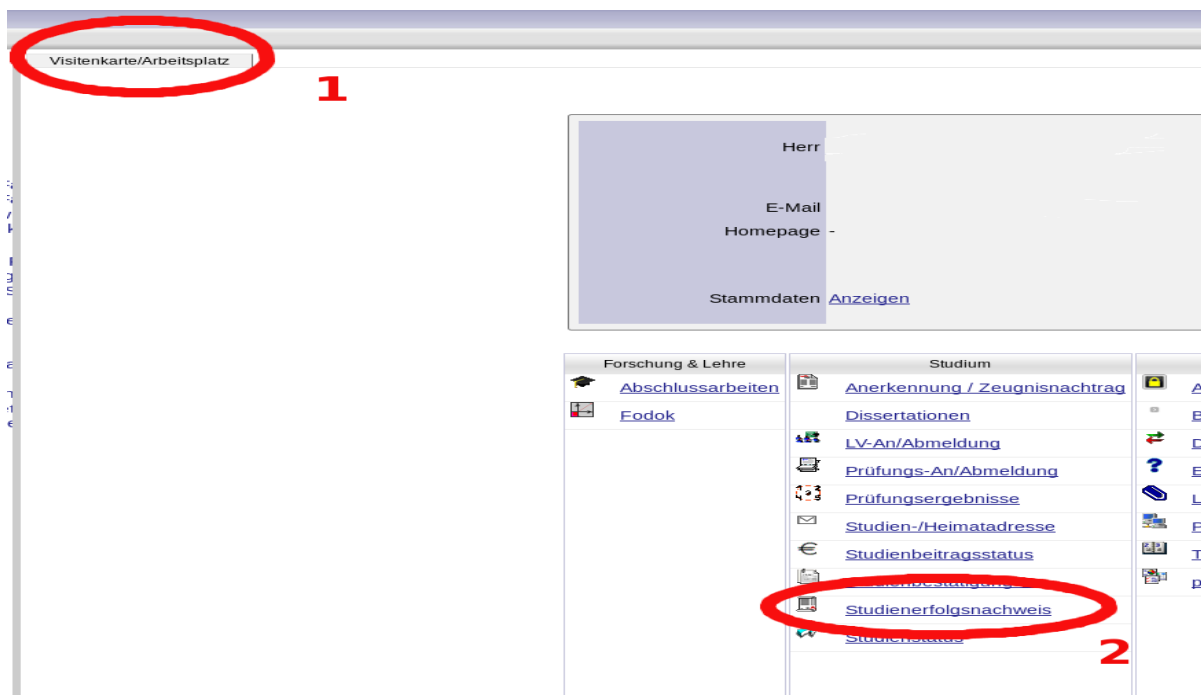 Visitenkarte/Arbeitsplatz
1
Herr
E-Mail
Homepage -
Stammdaten Anzeigen
Forschung & Lehre
Abschlussarbeiten
Fodok
Studium
Anerkennung / Zeugnisnachtrag
Dissertationen
LV-An/Abmeldung
Prüfungs-An/Abmeldung
Prüfungsergebnisse
Studien-/Heimatadresse
Studienbeitragsstatus
Studienerfolgsnachweis
Studienstatus
2